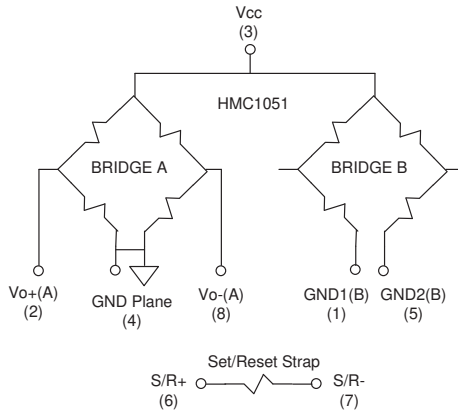 Vcc
(3)
HMC1051
BRIDGE A
BRIDGE B
Vo+(A)
(2)
GND Plane
(4)
Vo-(A)
(8)
GND1(B)
(1)
GND2(B)
(5)
Set/Reset Strap
S/R+
(6)
S/R-
(7)